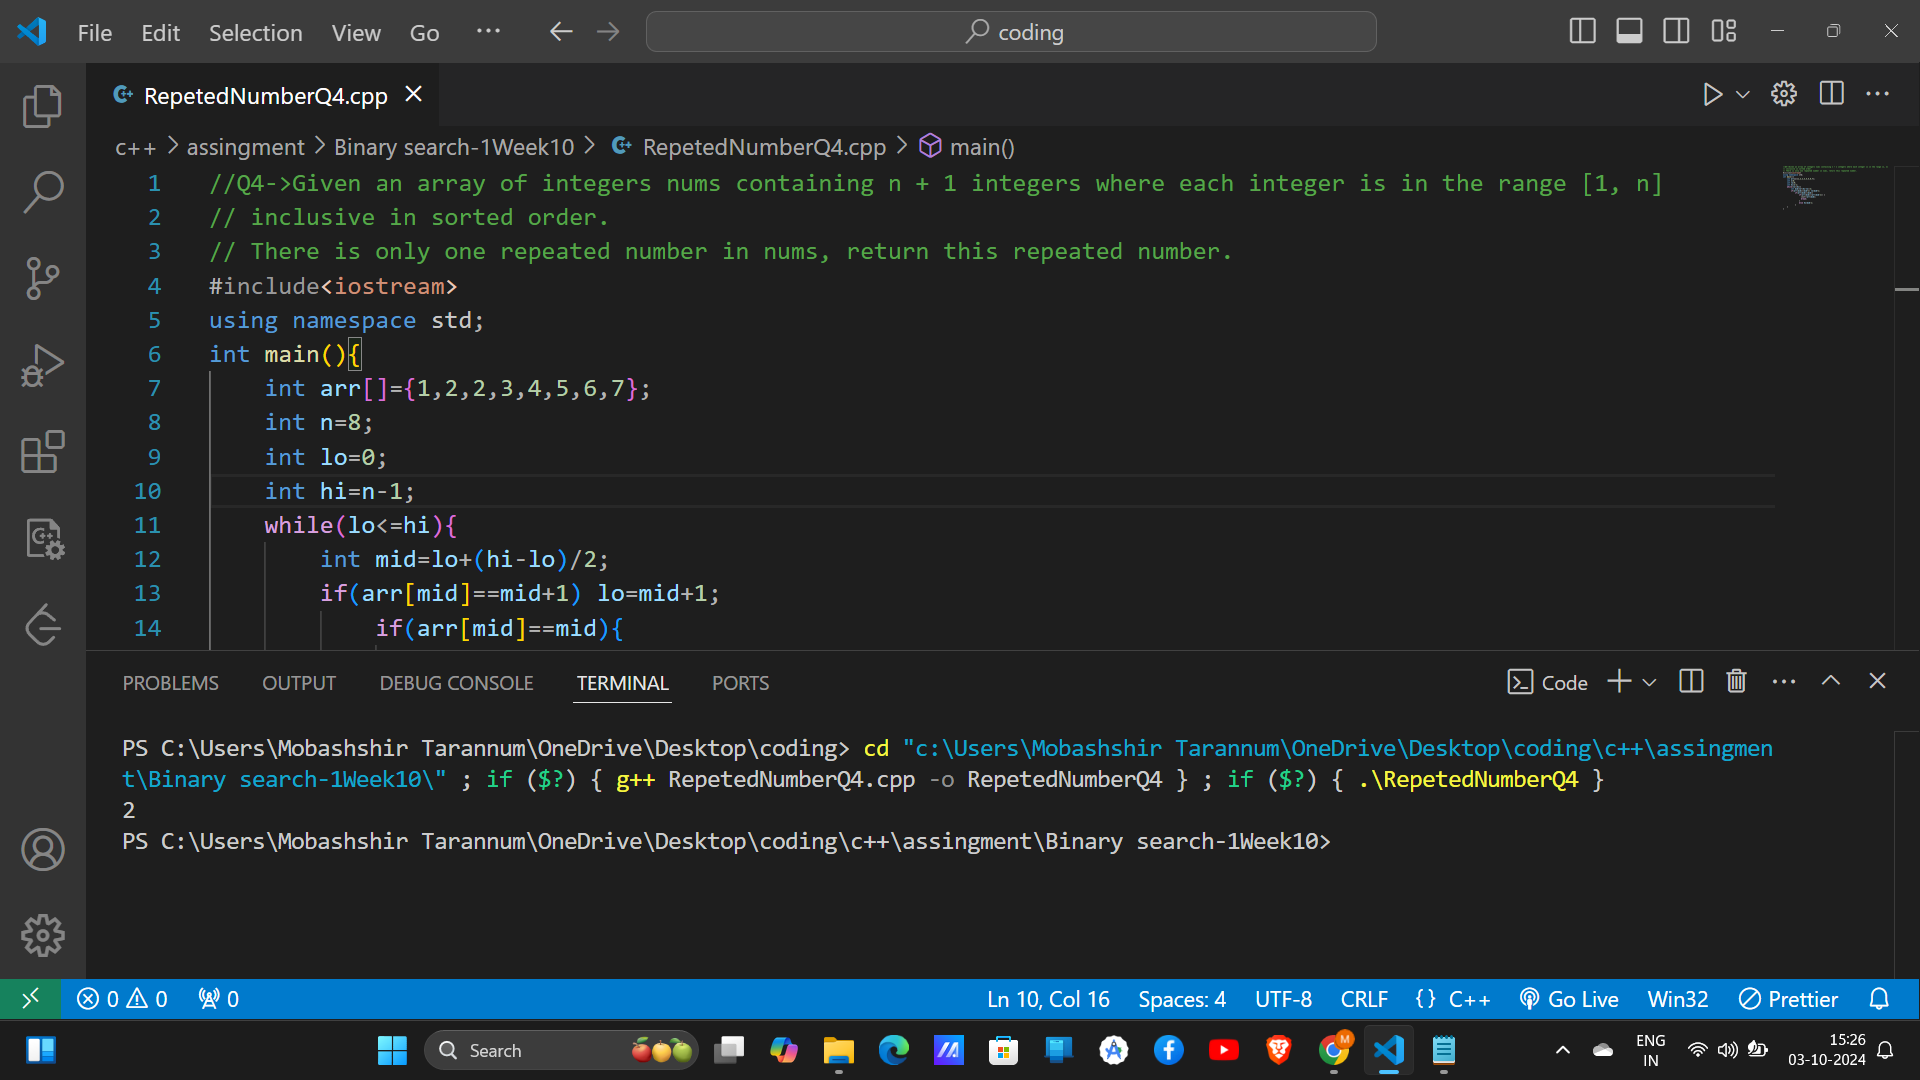 File Edit Selection View Go ··· coding
RepetedNumberQ4.cpp
c++ > assingment > Binary search-1Week10 > RepetedNumberQ4.cpp > main()
1 //Q4->Given an array of integers nums containing n + 1 integers where each integer is in the range [1, n]
2 // inclusive in sorted order.
3 // There is only one repeated number in nums, return this repeated number.
4 #include<iostream>
5 using namespace std;
6 int main(){
7 int arr[]={1,2,2,3,4,5,6,7};
8 int n=8;
9 int lo=0;
10 int hi=n-1;
11 while(lo<=hi){
12 int mid=lo+(hi-lo)/2;
13 if(arr[mid]==mid+1) lo=mid+1;
14 if(arr[mid]==mid){
PROBLEMS OUTPUT DEBUG CONSOLE TERMINAL PORTS Code
PS C:\Users\Mobashshir Tarannum\OneDrive\Desktop\coding> cd "c:\Users\Mobashshir Tarannum\OneDrive\Desktop\coding\c++\assingmen
t\Binary search-1Week10\" ; if ($?) { g++ RepetedNumberQ4.cpp -o RepetedNumberQ4 } ; if ($?) { .\RepetedNumberQ4 }
2
PS C:\Users\Mobashshir Tarannum\OneDrive\Desktop\coding\c++\assingment\Binary search-1Week10>
0 0 0 Ln 10, Col 16 Spaces: 4 UTF-8 CRLF {} C++ Go Live Win32 Prettier
Search M ENG IN 15:26
03-10-2024